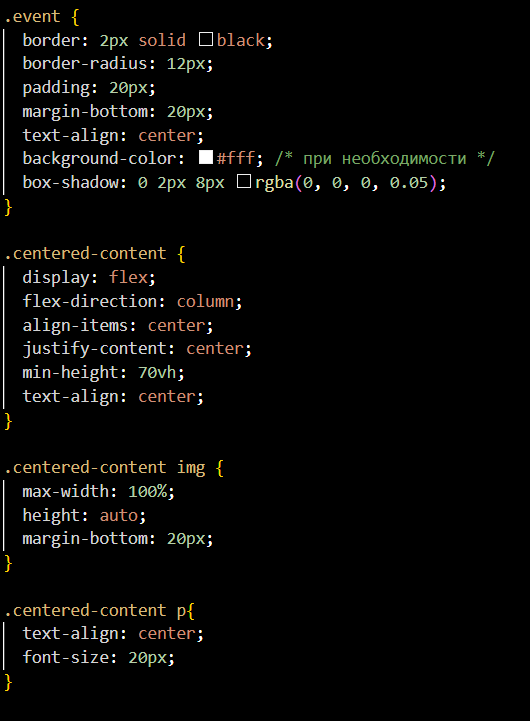 .event {
  border: 2px solid black;
  border-radius: 12px;
  padding: 20px;
  margin-bottom: 20px;
  text-align: center;
  background-color: #fff; /* при необходимости */
  box-shadow: 0 2px 8px rgba(0, 0, 0, 0.05);
}

.centered-content {
  display: flex;
  flex-direction: column;
  align-items: center;
  justify-content: center;
  min-height: 70vh;
  text-align: center;
}

.centered-content img {
  max-width: 100%;
  height: auto;
  margin-bottom: 20px;
}

.centered-content p{
  text-align: center;
  font-size: 20px;
}